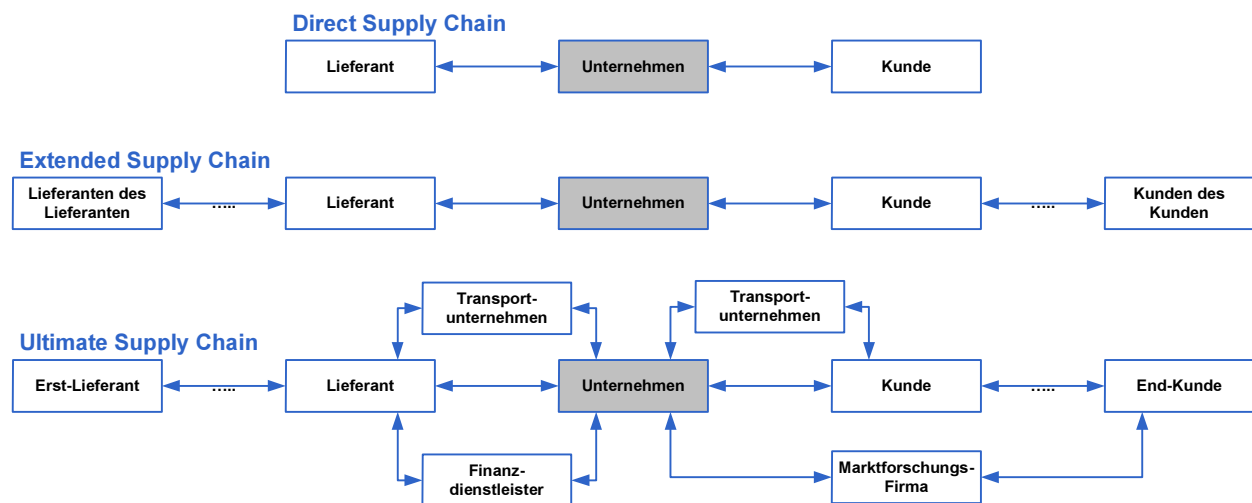 Direct Supply Chain
Lieferant
Unternehmen
Kunde
Extended Supply Chain
Lieferanten des
Lieferanten
.....
Lieferant
Unternehmen
Kunde
.....
Kunden des
Kunden
Transport-
unternehmen
Transport-
unternehmen
Ultimate Supply Chain
Erst-Lieferant
.....
Lieferant
Unternehmen
Kunde
.....
End-Kunde
Finanz-
dienstleister
Marktforschungs-
Firma